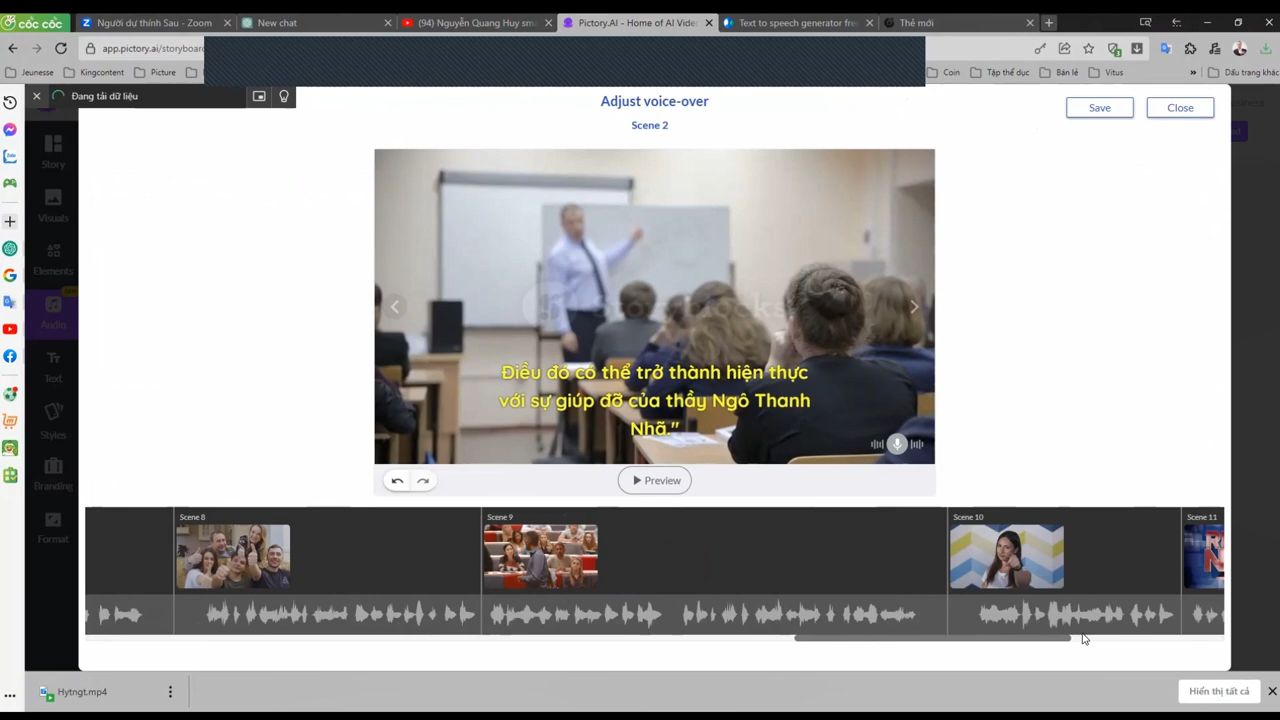 CỐC CỐC
Người dự thính Sau - Zoom
New chat
(94) Nguyễn Quang Huy sma
Pictory.AI - Home of AI Video
Text to speech generator free
Thẻ mới
app.pictory.ai/storyboard
Jeunesse
Kingcontent
Picture
Coin
Tập thể dục
Bán lẻ
Vitus
Dấu trang khác
Đang tải dữ liệu
Adjust voice-over
Save
Close
Scene 2
Story
Visuals
Elements
Audio
Text
Styles
Branding
Format
Điều đó có thể trở thành hiện thực
với sự giúp đỡ của thầy Ngô Thanh
Nhã."
Preview
Scene 8
Scene 9
Scene 10
Scene 11
Hytngt.mp4
Hiển thị tất cả